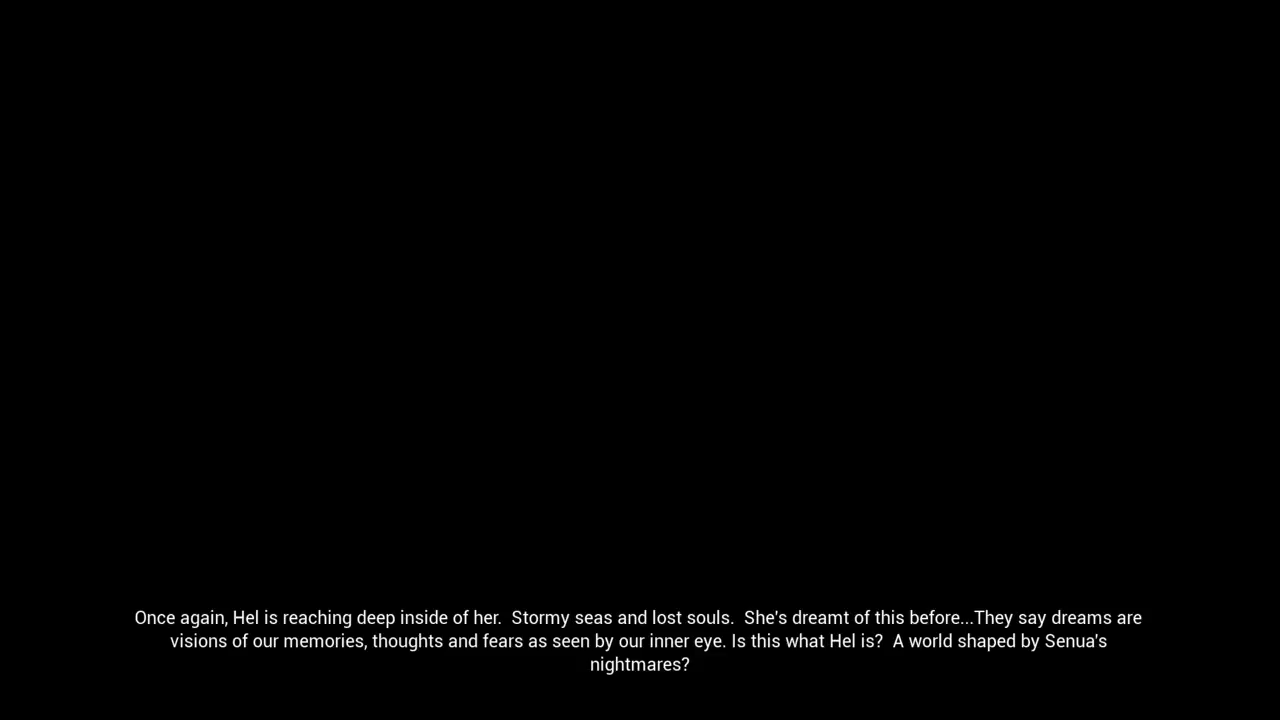 Once again, Hel is reaching deep inside of her.  Stormy seas and lost souls.  She's dreamt of this before...They say dreams are
visions of our memories, thoughts and fears as seen by our inner eye. Is this what Hel is?  A world shaped by Senua's
nightmares?